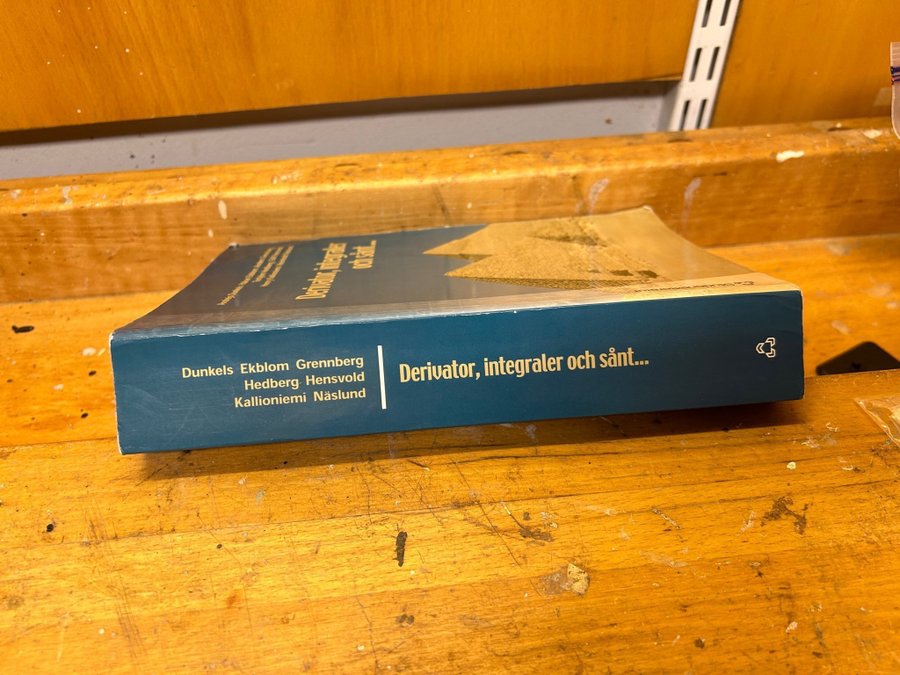 Derivator, integraler
och sånt...
Dunkels Ekblom Grennberg
Hedberg Hensvold
Kallioniemi Näslund
Derivator, integraler och sånt...